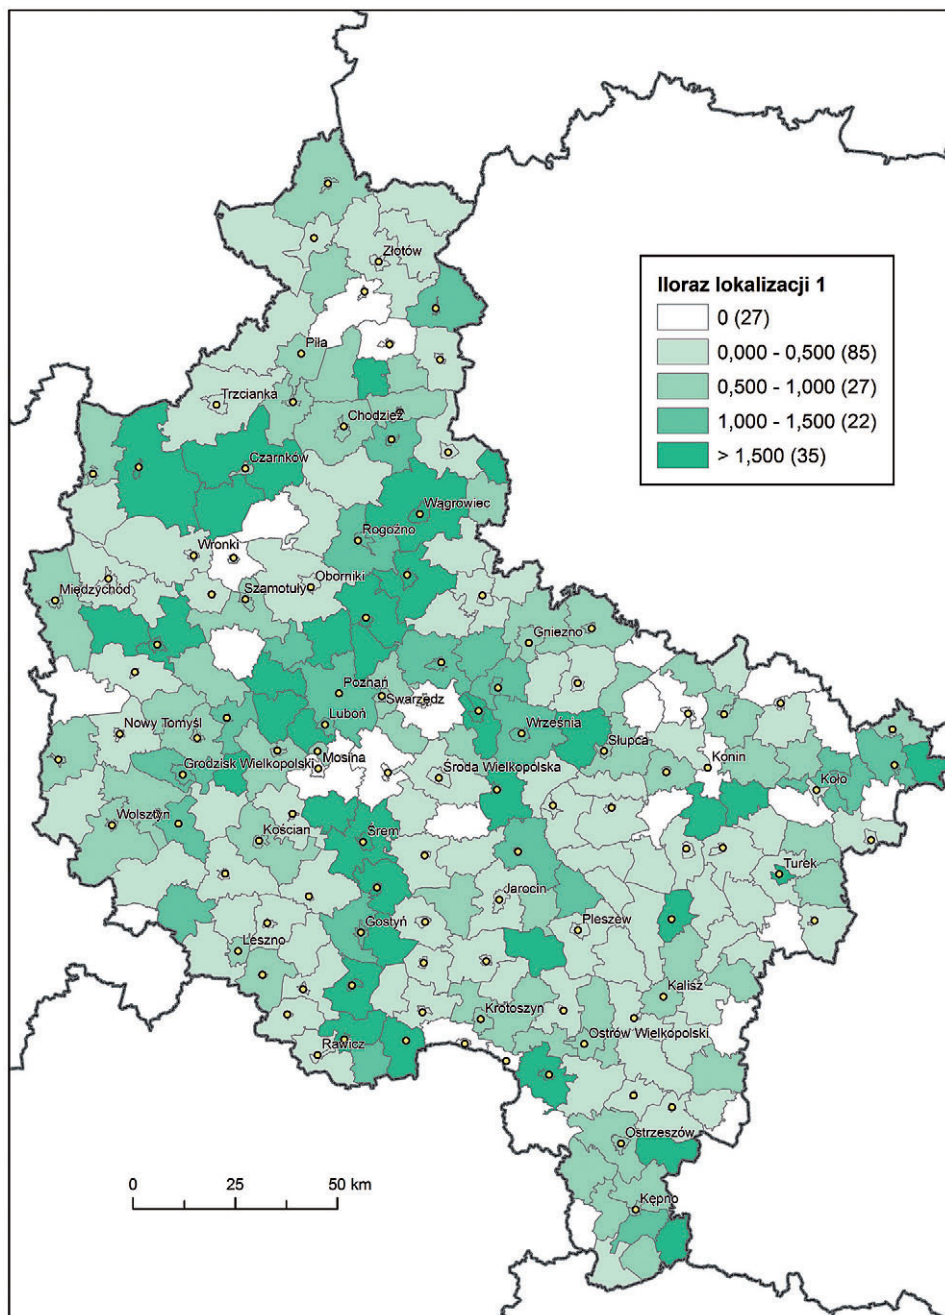 Złotów
Iloraz lokalizacji 1
0 (27)
0,000 - 0,500 (85)
0,500 - 1,000 (27)
1,000 - 1,500 (22)
> 1,500 (35)
Piła
Trzcianka
Chodzież
Czarnków
Wągrowiec
Rogoźno
Wronki
Oborniki
Międzychód
Szamotuły
Gniezno
Poznań
Swarzędz
Nowy Tomyśl
Luboń
Września
Słupca
Mosina
Konin
Grodzisk Wielkopolski
Środa Wielkopolska
Koło
Wolsztyn
Kościan
Śrem
Turek
Jarocin
Gostyń
Pleszew
Leszno
Kalisz
Krotoszyn
Ostrów Wielkopolski
Rawicz
Ostrzeszów
0 25 50 km
Kępno